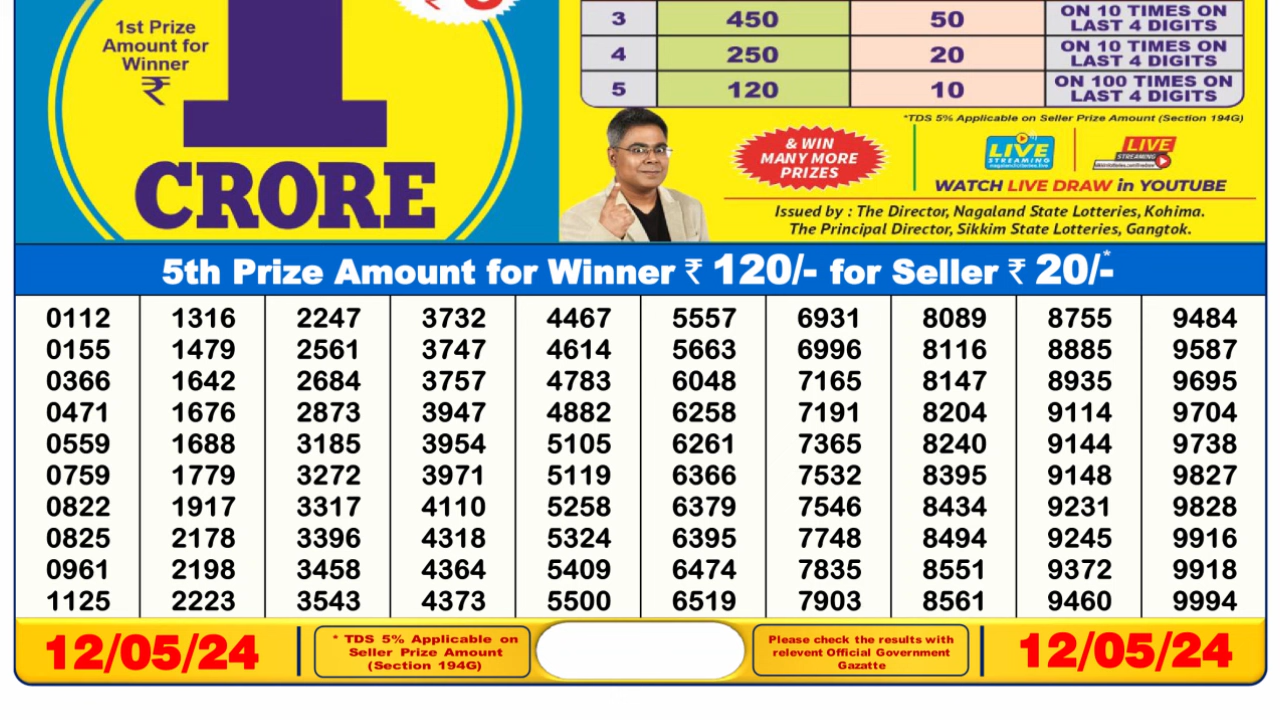 1st Prize
Amount for
Winner
₹
1
CRORE
3 450 50 ON 10 TIMES ON LAST 4 DIGITS
4 250 20 ON 10 TIMES ON LAST 4 DIGITS
5 120 10 ON 100 TIMES ON LAST 4 DIGITS
*TDS 5% Applicable on Seller Prize Amount (Section 194G)
& WIN
MANY MORE
PRIZES
LIVE
STREAMING
LIVE
STREAMING
WATCH LIVE DRAW in YOUTUBE
Issued by : The Director, Nagaland State Lotteries, Kohima.
The Principal Director, Sikkim State Lotteries, Gangtok.
5th Prize Amount for Winner ₹ 120/- for Seller ₹ 20/-*
0112 1316 2247 3732 4467 5557 6931 8089 8755 9484
0155 1479 2561 3747 4614 5663 6996 8116 8885 9587
0366 1642 2684 3757 4783 6048 7165 8147 8935 9695
0471 1676 2873 3947 4882 6258 7191 8204 9114 9704
0559 1688 3185 3954 5105 6261 7365 8240 9144 9738
0759 1779 3272 3971 5119 6366 7532 8395 9148 9827
0822 1917 3317 4110 5258 6379 7546 8434 9231 9828
0825 2178 3396 4318 5324 6395 7748 8494 9245 9916
0961 2198 3458 4364 5409 6474 7835 8551 9372 9918
1125 2223 3543 4373 5500 6519 7903 8561 9460 9994
12/05/24
* TDS 5% Applicable on
Seller Prize Amount
(Section 194G)
Please check the results with
relevent Official Government
Gazatte
12/05/24